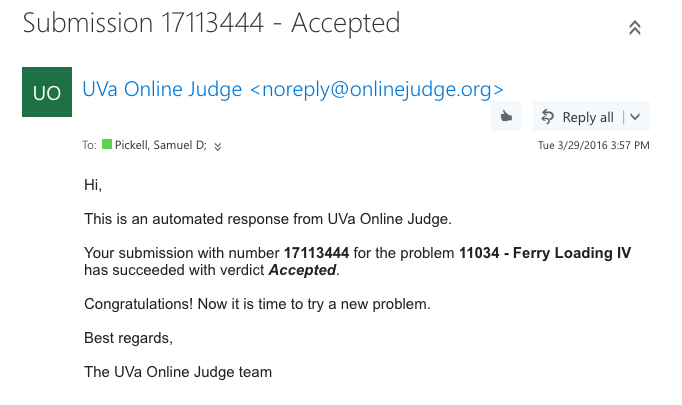 Submission 17113444 - Accepted
UO
UVa Online Judge <noreply@onlinejudge.org>
Reply all
To: Pickell, Samuel D;
Tue 3/29/2016 3:57 PM
Hi,
This is an automated response from UVa Online Judge.
Your submission with number 17113444 for the problem 11034 - Ferry Loading IV
has succeeded with verdict Accepted.
Congratulations! Now it is time to try a new problem.
Best regards,
The UVa Online Judge team